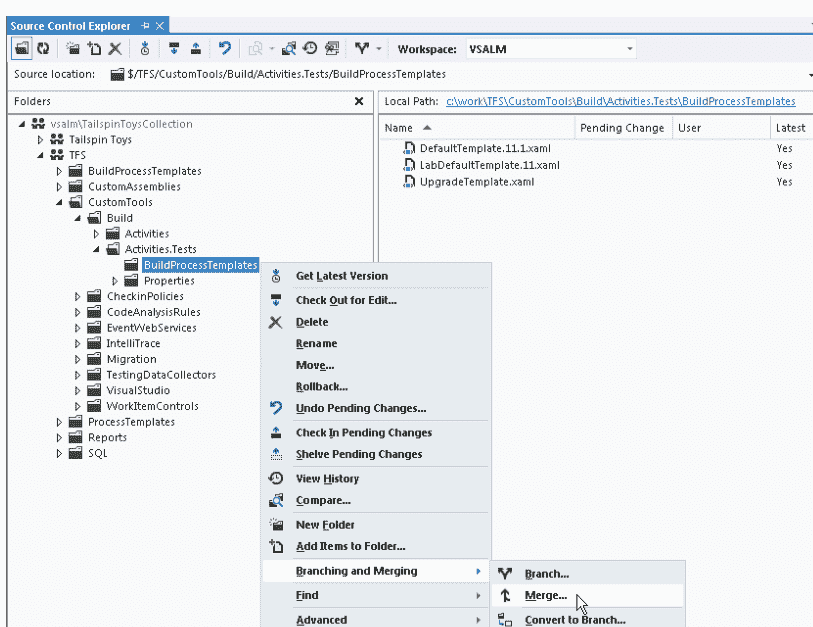 Source Control Explorer
Workspace: VSALM
Source location: $/TFS/CustomTools/Build/Activities.Tests/BuildProcessTemplates
Folders
Local Path: c:\work\TFS\CustomTools\Build\Activities.Tests\BuildProcessTemplates
Name Pending Change User Latest
vsalm\TailspinToysCollection
Tailspin Toys
TFS
BuildProcessTemplates
CustomAssemblies
CustomTools
Build
Activities
Activities.Tests
BuildProcessTemplates
Properties
CheckinPolicies
CodeAnalysisRules
EventWebServices
IntelliTrace
Migration
TestingDataCollectors
VisualStudio
WorkItemControls
ProcessTemplates
Reports
SQL
DefaultTemplate.11.1.xaml Yes
LabDefaultTemplate.11.xaml Yes
UpgradeTemplate.xaml Yes
Get Latest Version
Check Out for Edit...
Delete
Rename
Move...
Rollback...
Undo Pending Changes...
Check In Pending Changes
Shelve Pending Changes
View History
Compare...
New Folder
Add Items to Folder...
Branching and Merging
Find
Advanced
Branch...
Merge...
Convert to Branch...